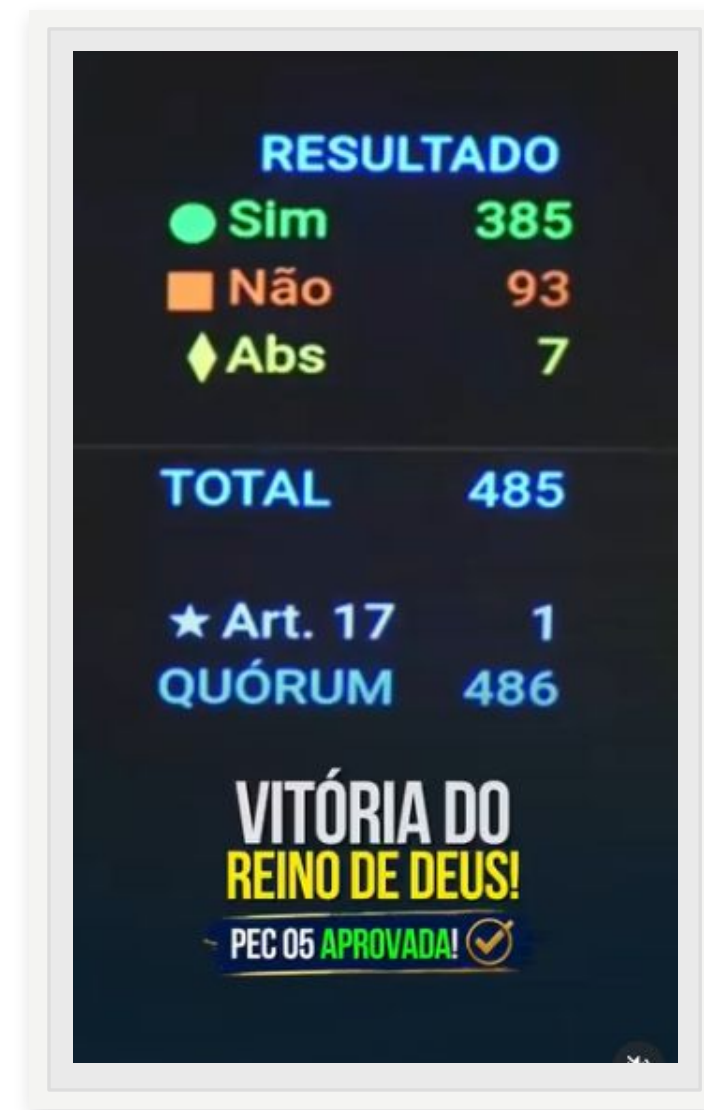 RESULTADO
Sim 385
Não 93
Abs 7
TOTAL 485
Art. 17 1
QUÓRUM 486
VITÓRIA DO
REINO DE DEUS!
PEC 05 APROVADA!